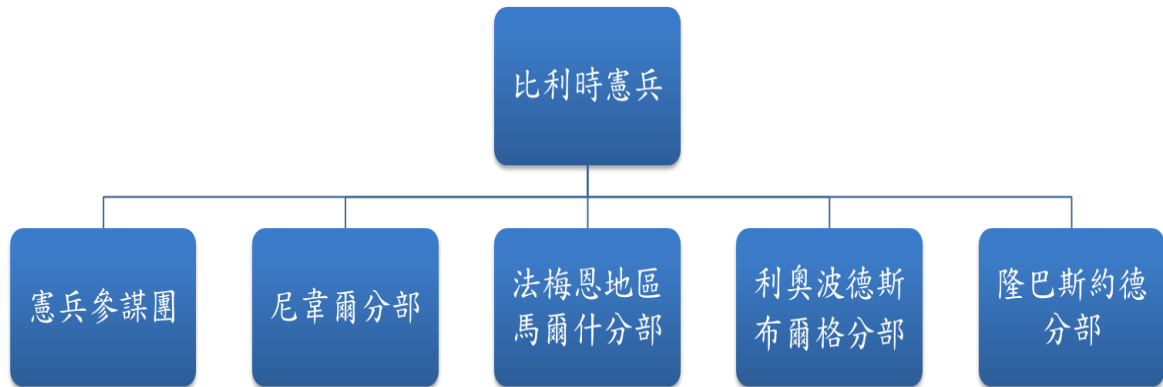 比利時憲兵
憲兵參謀團
尼韋爾分部
法梅恩地區
馬爾什分部
利奧波德斯
布爾格分部
隆巴斯約德
分部